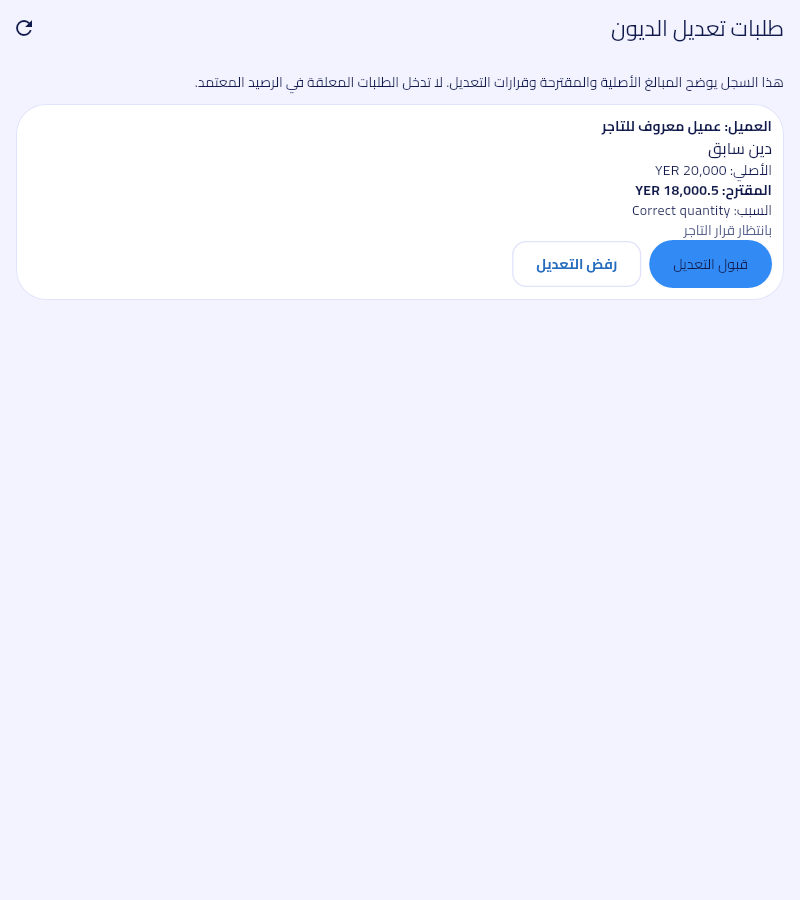 طلبات تعديل الديون
هذا السجل يوضح المبالغ الأصلية والمقترحة وقرارات التعديل. لا تدخل الطلبات المعلقة في الرصيد المعتمد.
العميل: عميل معروف للتاجر
دين سابق
الأصلي: 20,000 YER
المقترح: 18,000.5 YER
السبب: Correct quantity
بانتظار قرار التاجر
قبول التعديل
رفض التعديل